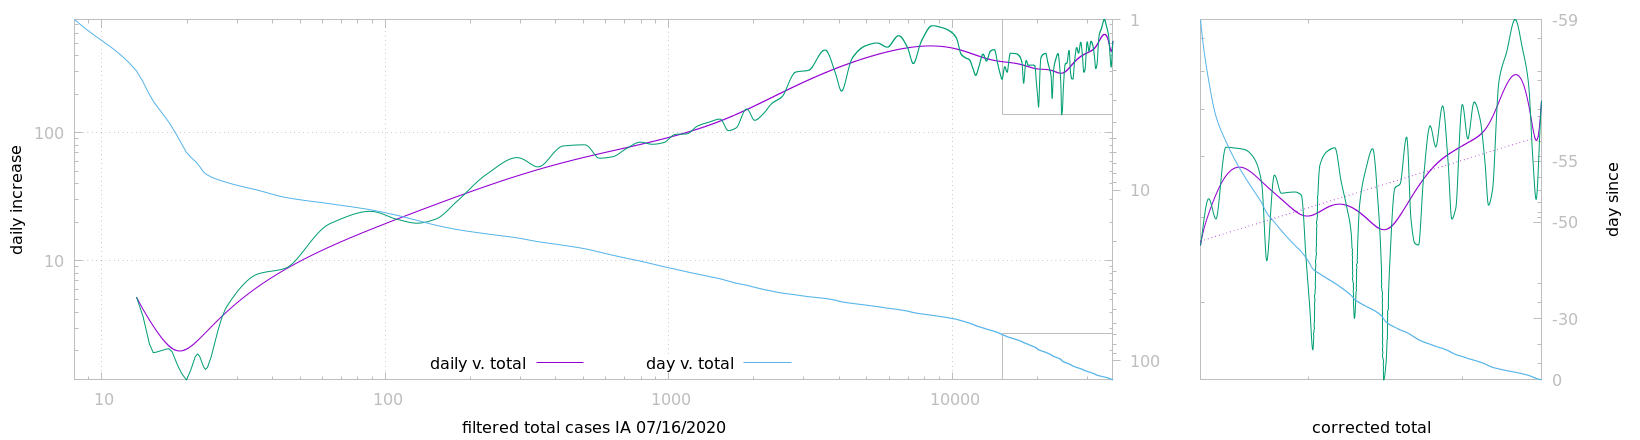 daily increase
100
10
10
100
1000
10000
1
10
100
daily v. total
day v. total
filtered total cases IA 07/16/2020
-59
-55
-50
-30
0
day since
corrected total